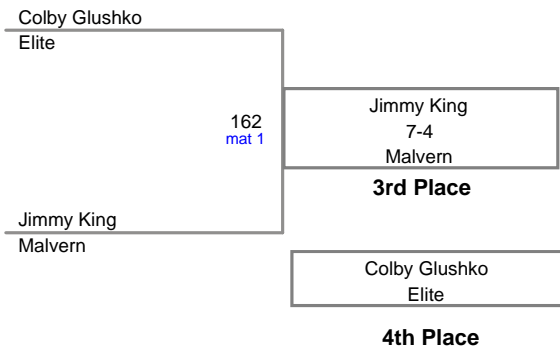 Colby Glushko
Elite
162
mat 1
Jimmy King
7-4
Malvern
3rd Place
Jimmy King
Malvern
Colby Glushko
Elite
4th Place